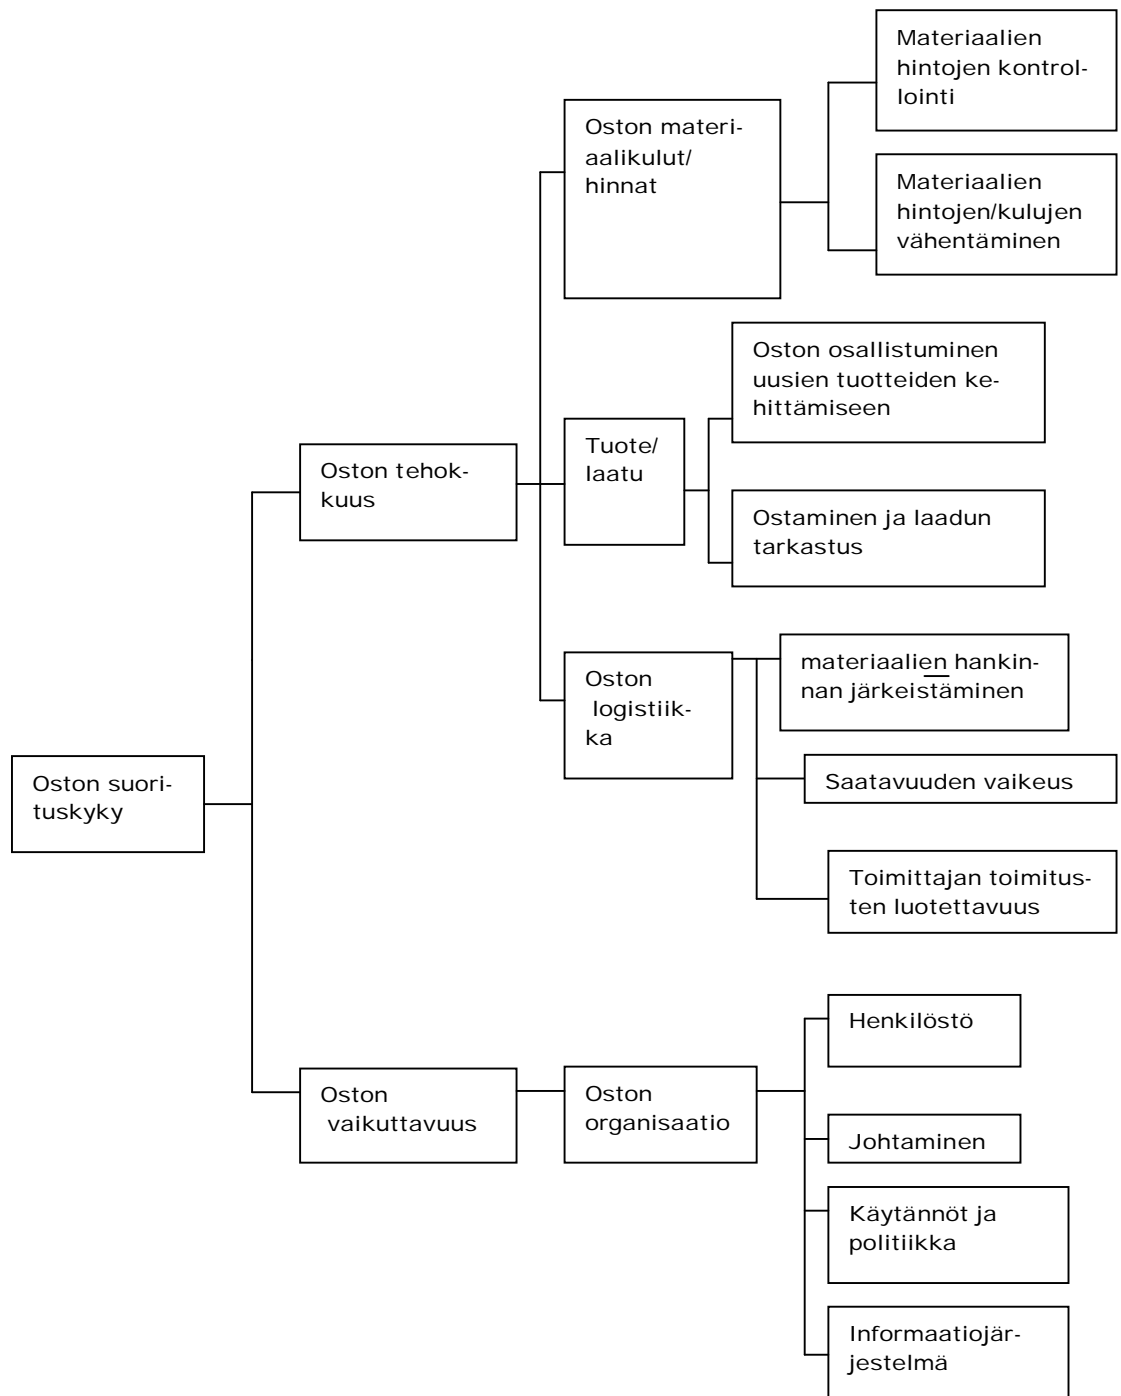 Materiaalien
hintojen kontrol-
lointi
Oston materi-
aalikulut/
hinnat
Materiaalien
hintojen/kulujen
vähentäminen
Oston osallistuminen
uusien tuotteiden ke-
hittämiseen
Tuote/
laatu
Oston tehok-
kuus
Ostaminen ja laadun
tarkastus
materiaalien hankin-
nan järkeistäminen
Oston
logistiik-
ka
Saatavuuden vaikeus
Oston suori-
tuskyky
Toimittajan toimitus-
ten luotettavuus
Henkilöstö
Oston
vaikuttavuus
Oston
organisaatio
Johtaminen
Käytännöt ja
politiikka
Informaatiojär-
jestelmä